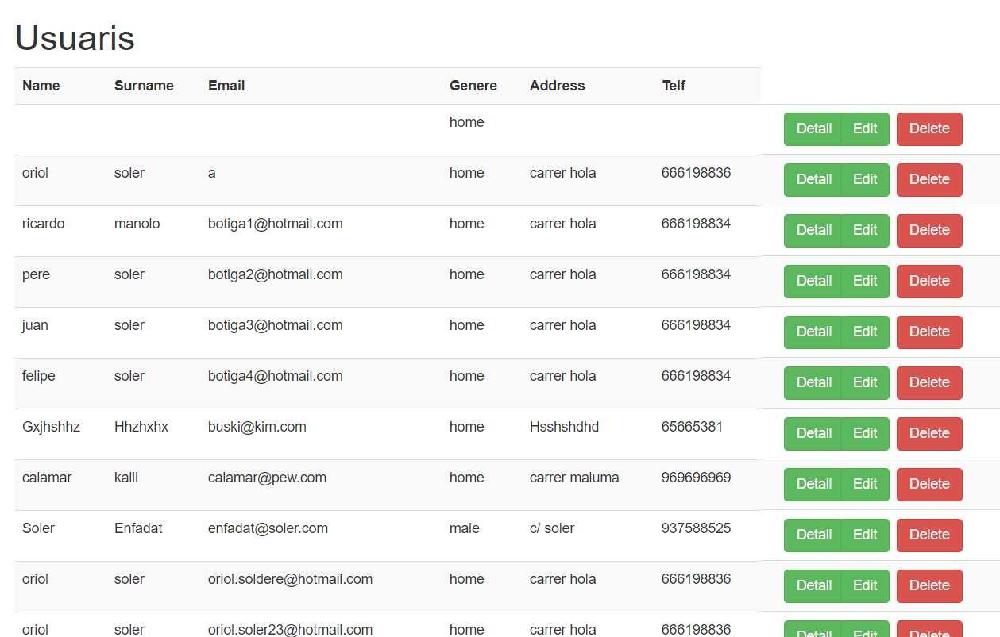 Usuaris
Name Surname Email Genere Address Telf
home Detall Edit Delete
oriol soler a home carrer hola 666198836 Detall Edit Delete
ricardo manolo botiga1@hotmail.com home carrer hola 666198834 Detall Edit Delete
pere soler botiga2@hotmail.com home carrer hola 666198834 Detall Edit Delete
juan soler botiga3@hotmail.com home carrer hola 666198834 Detall Edit Delete
felipe soler botiga4@hotmail.com home carrer hola 666198834 Detall Edit Delete
Gxjhshhz Hhzhxhx buski@kim.com home Hsshshdhd 65665381 Detall Edit Delete
calamar kalii calamar@pew.com home carrer maluma 969696969 Detall Edit Delete
Soler Enfadat enfadat@soler.com male c/ soler 937588525 Detall Edit Delete
oriol soler oriol.soldere@hotmail.com home carrer hola 666198836 Detall Edit Delete
oriol soler oriol.soler23@hotmail.com home carrer hola 666198836 Detall Edit Delete